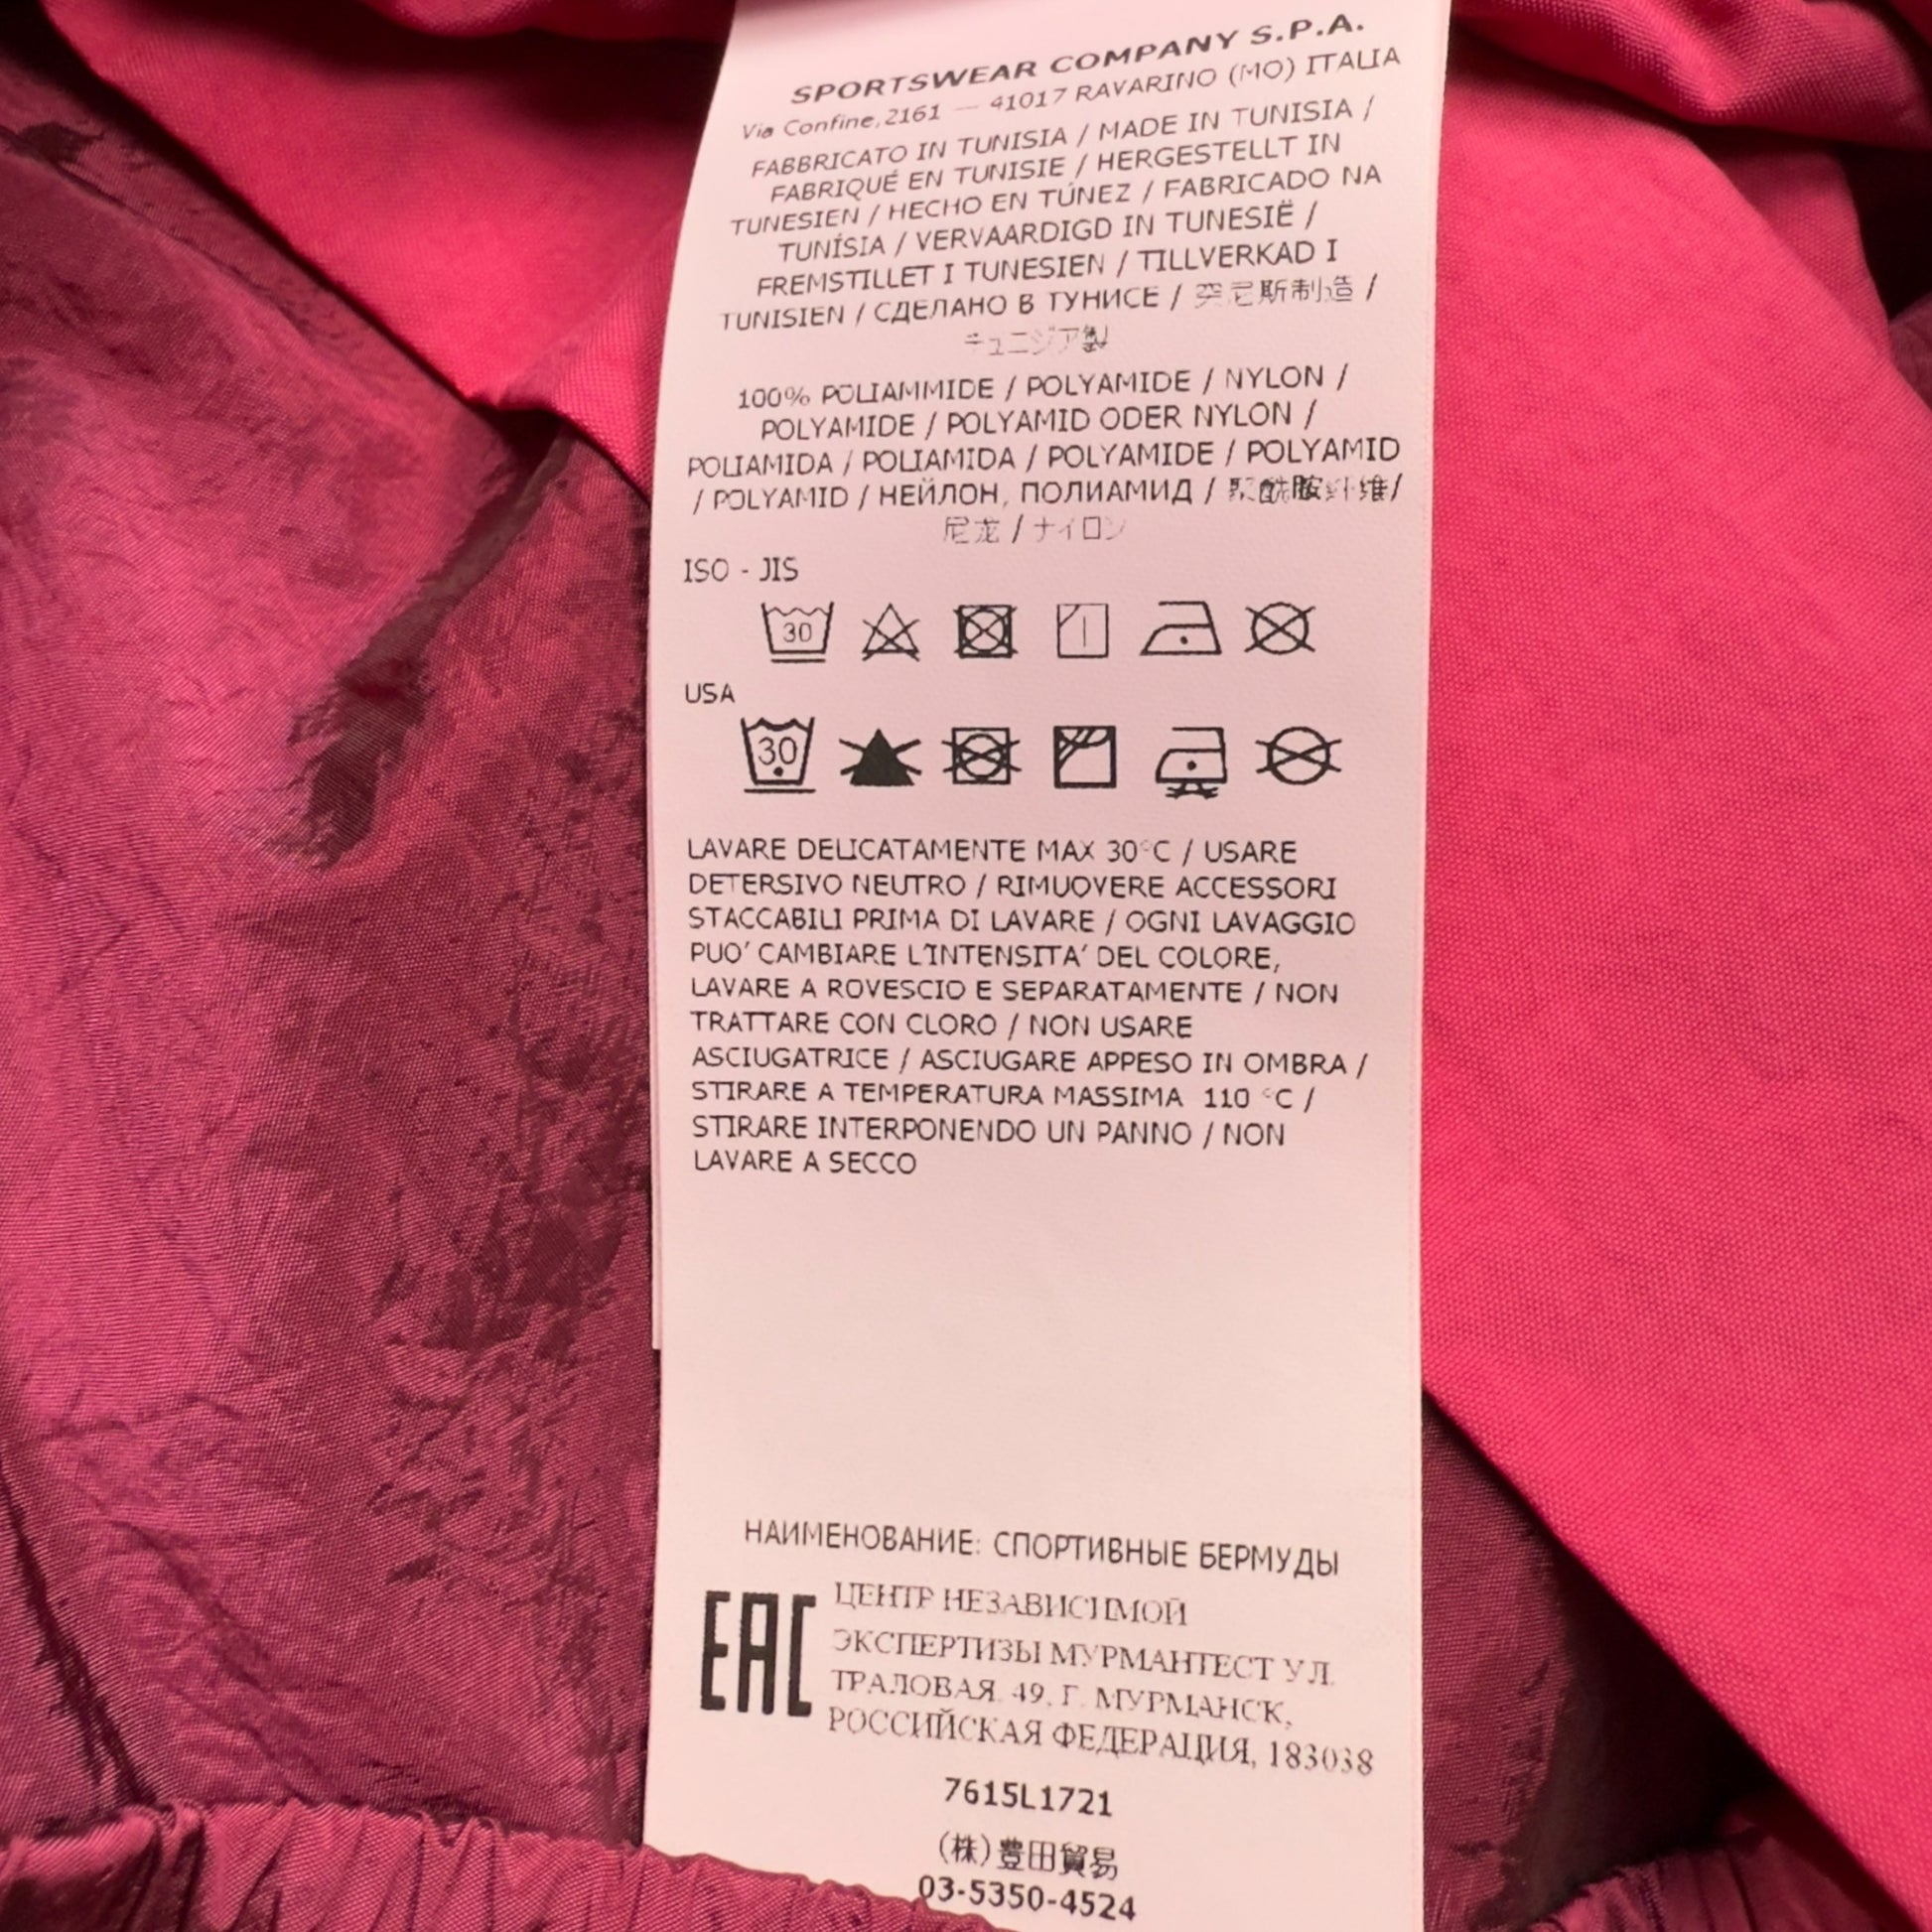 SPORTSWEAR COMPANY S.P.A.
Via Confine,2161 — 41017 RAVARINO (MO) ITALIA
FABBRICATO IN TUNISIA / MADE IN TUNISIA /
FABRIQUÉ EN TUNISIE / HERGESTELLT IN
TUNESIEN / HECHO EN TÚNEZ / FABRICADO NA
TUNÍSIA / VERVAARDIGD IN TUNESIË /
FREMSTILLET I TUNESIEN / TILLVERKAD I
TUNISIEN / СДЕЛАНО В ТУНИСЕ / 突尼斯制造 /
チュニジア製
100% POLIAMMIDE / POLYAMIDE / NYLON /
POLYAMIDE / POLYAMID ODER NYLON /
POLIAMIDA / POLIAMIDA / POLYAMIDE / POLYAMID
/ POLYAMID / НЕЙЛОН, ПОЛИАМИД / 聚酰胺纤维/
尼龙 / ナイロン
ISO - JIS
30
USA
30
LAVARE DELICATAMENTE MAX 30°C / USARE
DETERSIVO NEUTRO / RIMUOVERE ACCESSORI
STACCABILI PRIMA DI LAVARE / OGNI LAVAGGIO
PUO' CAMBIARE L'INTENSITA' DEL COLORE,
LAVARE A ROVESCIO E SEPARATAMENTE / NON
TRATTARE CON CLORO / NON USARE
ASCIUGATRICE / ASCIUGARE APPESO IN OMBRA /
STIRARE A TEMPERATURA MASSIMA 110 °C /
STIRARE INTERPONENDO UN PANNO / NON
LAVARE A SECCO
НАИМЕНОВАНИЕ: СПОРТИВНЫЕ БЕРМУДЫ
EAC
ЦЕНТР НЕЗАВИСИМОЙ
ЭКСПЕРТИЗЫ МУРМАНТЕСТ УЛ.
ТРАЛОВАЯ, 49, Г. МУРМАНСК,
РОССИЙСКАЯ ФЕДЕРАЦИЯ, 183038
7615L1721
(株)豊田貿易
03-5350-4524